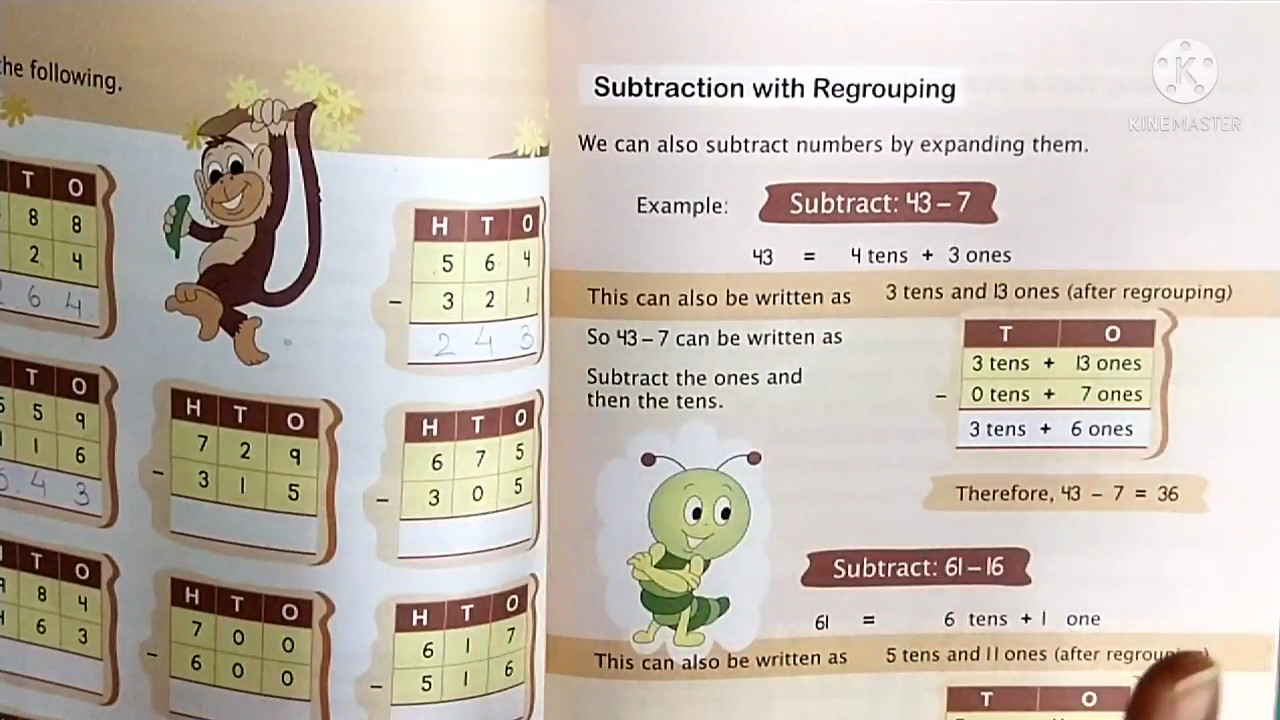 he following.
T O
8 8
2 4
2 6 4
H T O
5 6 4
- 3 2 1
2 4 3
T O
5 5 9
1 1 6
5. 4 3
H T O
7 2 9
- 3 1 5
H T O
6 7 5
- 3 0 5
T O
8 4
6 3
H T O
7 0 0
- 6 0 0
H T O
6 1 7
- 5 1 6
KINEMASTER
Subtraction with Regrouping
We can also subtract numbers by expanding them.
Example: Subtract: 43 – 7
43 = 4 tens + 3 ones
This can also be written as 3 tens and 13 ones (after regrouping)
So 43 – 7 can be written as
Subtract the ones and
then the tens.
T O
3 tens + 13 ones
- 0 tens + 7 ones
3 tens + 6 ones
Therefore, 43 - 7 = 36
Subtract: 61 – 16
61 = 6 tens + 1 one
This can also be written as 5 tens and 11 ones (after
T O